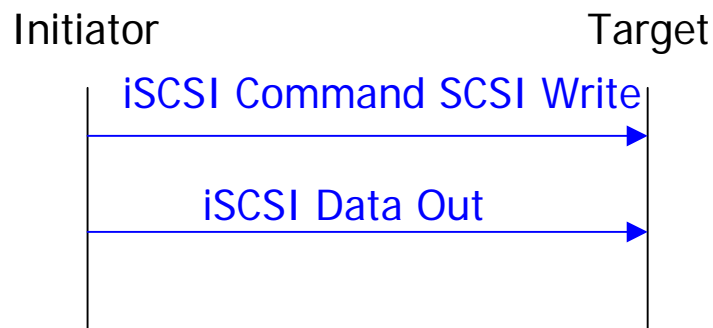 Initiator Target
iSCSI Command SCSI Write
iSCSI Data Out